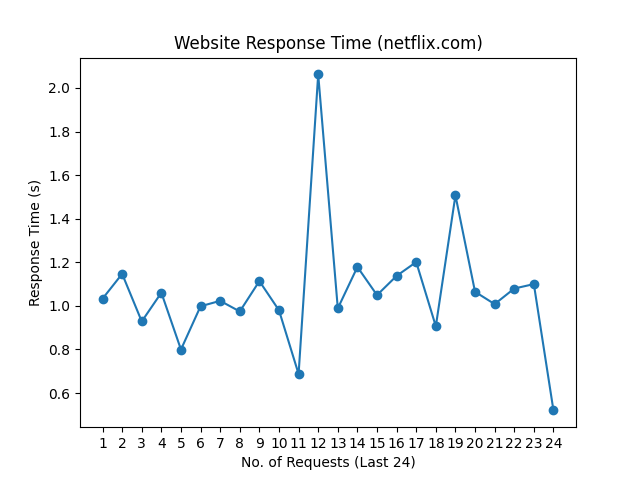 Website Response Time (netflix.com)
Response Time (s)
2.0
1.8
1.6
1.4
1.2
1.0
0.8
0.6
1 2 3 4 5 6 7 8 9 10 11 12 13 14 15 16 17 18 19 20 21 22 23 24
No. of Requests (Last 24)